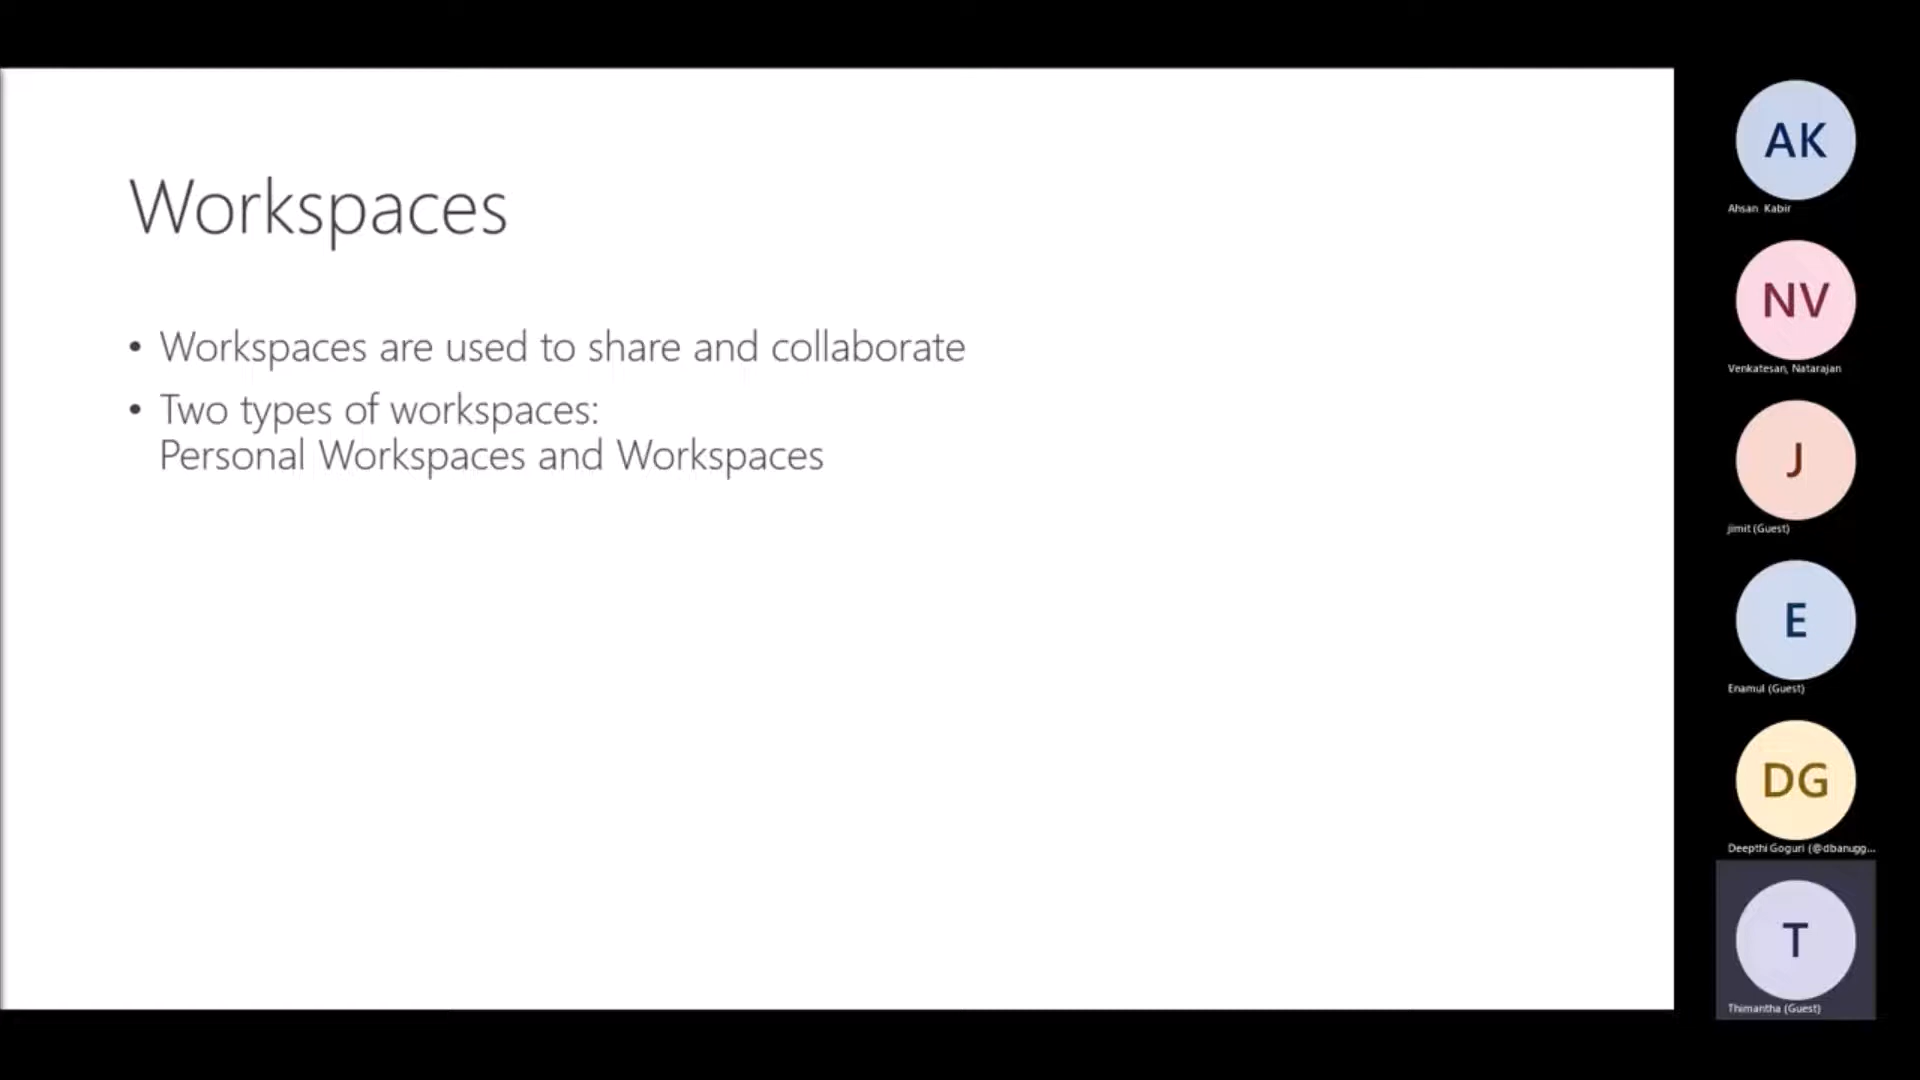 Workspaces
• Workspaces are used to share and collaborate
• Two types of workspaces:
Personal Workspaces and Workspaces
AK
Ahsan Kabir
NV
Venkatesan, Natarajan
J
jimit (Guest)
E
Enamul (Guest)
DG
Deepthi Goguri (@dbanugg...
T
Thimantha (Guest)